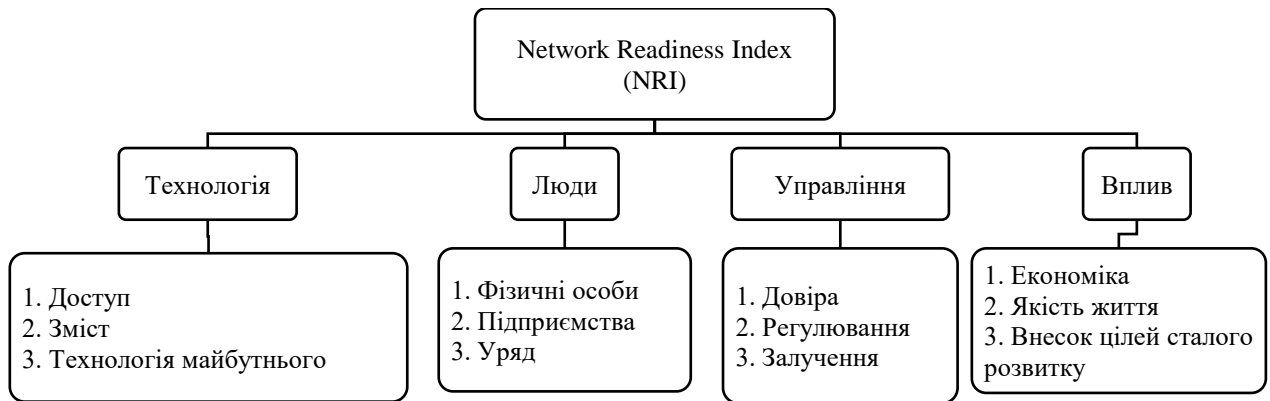 Network Readiness Index
(NRI)
Технологія
Люди
Управління
Вплив
1. Доступ
2. Зміст
3. Технологія майбутнього
1. Фізичні особи
2. Підприємства
3. Уряд
1. Довіра
2. Регулювання
3. Залучення
1. Економіка
2. Якість життя
3. Внесок цілей сталого
розвитку